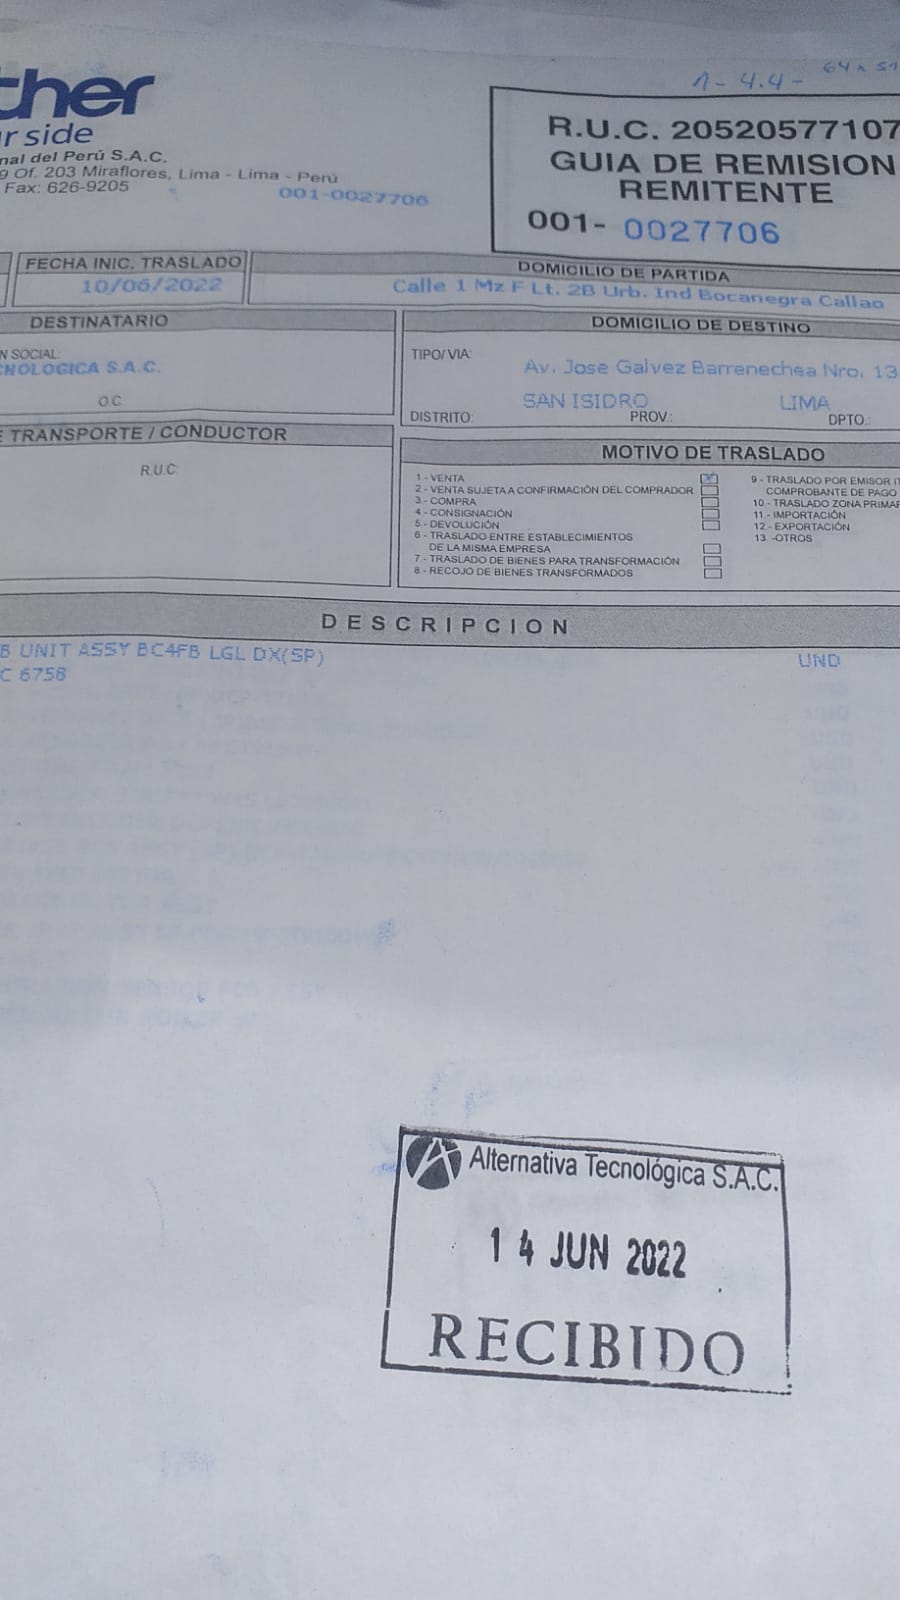 1- 4.4-
ther
r side
nal del Perú S.A.C.
9 Of. 203 Miraflores, Lima - Lima - Perú
Fax: 626-9205
001-0027706
R.U.C. 20520577107
GUIA DE REMISION
REMITENTE
001- 0027706
FECHA INIC. TRASLADO
10/06/2022
DOMICILIO DE PARTIDA
Calle 1 Mz F Lt. 2B Urb. Ind Bocanegra Callao
DESTINATARIO
N SOCIAL:
CNOLOGICA S.A.C.
O.C
DOMICILIO DE DESTINO
TIPO/ VIA:
Av. Jose Galvez Barrenechea Nro. 13
SAN ISIDRO
LIMA
DISTRITO:
PROV.:
DPTO.:
E TRANSPORTE / CONDUCTOR
R.U.C:
MOTIVO DE TRASLADO
1 - VENTA
2 - VENTA SUJETA A CONFIRMACIÓN DEL COMPRADOR
3 - COMPRA
4 - CONSIGNACIÓN
5 - DEVOLUCIÓN
6 - TRASLADO ENTRE ESTABLECIMIENTOS
DE LA MISMA EMPRESA
7 - TRASLADO DE BIENES PARA TRANSFORMACIÓN
8 - RECOJO DE BIENES TRANSFORMADOS
9 - TRASLADO POR EMISOR IT
COMPROBANTE DE PAGO
10 - TRASLADO ZONA PRIMAR
11 - IMPORTACIÓN
12 - EXPORTACIÓN
13 -OTROS
DESCRIPCION
B UNIT ASSY BC4FB LGL DX(SP)
UND
C 6758
Alternativa Tecnológica S.A.C.
14 JUN 2022
RECIBIDO